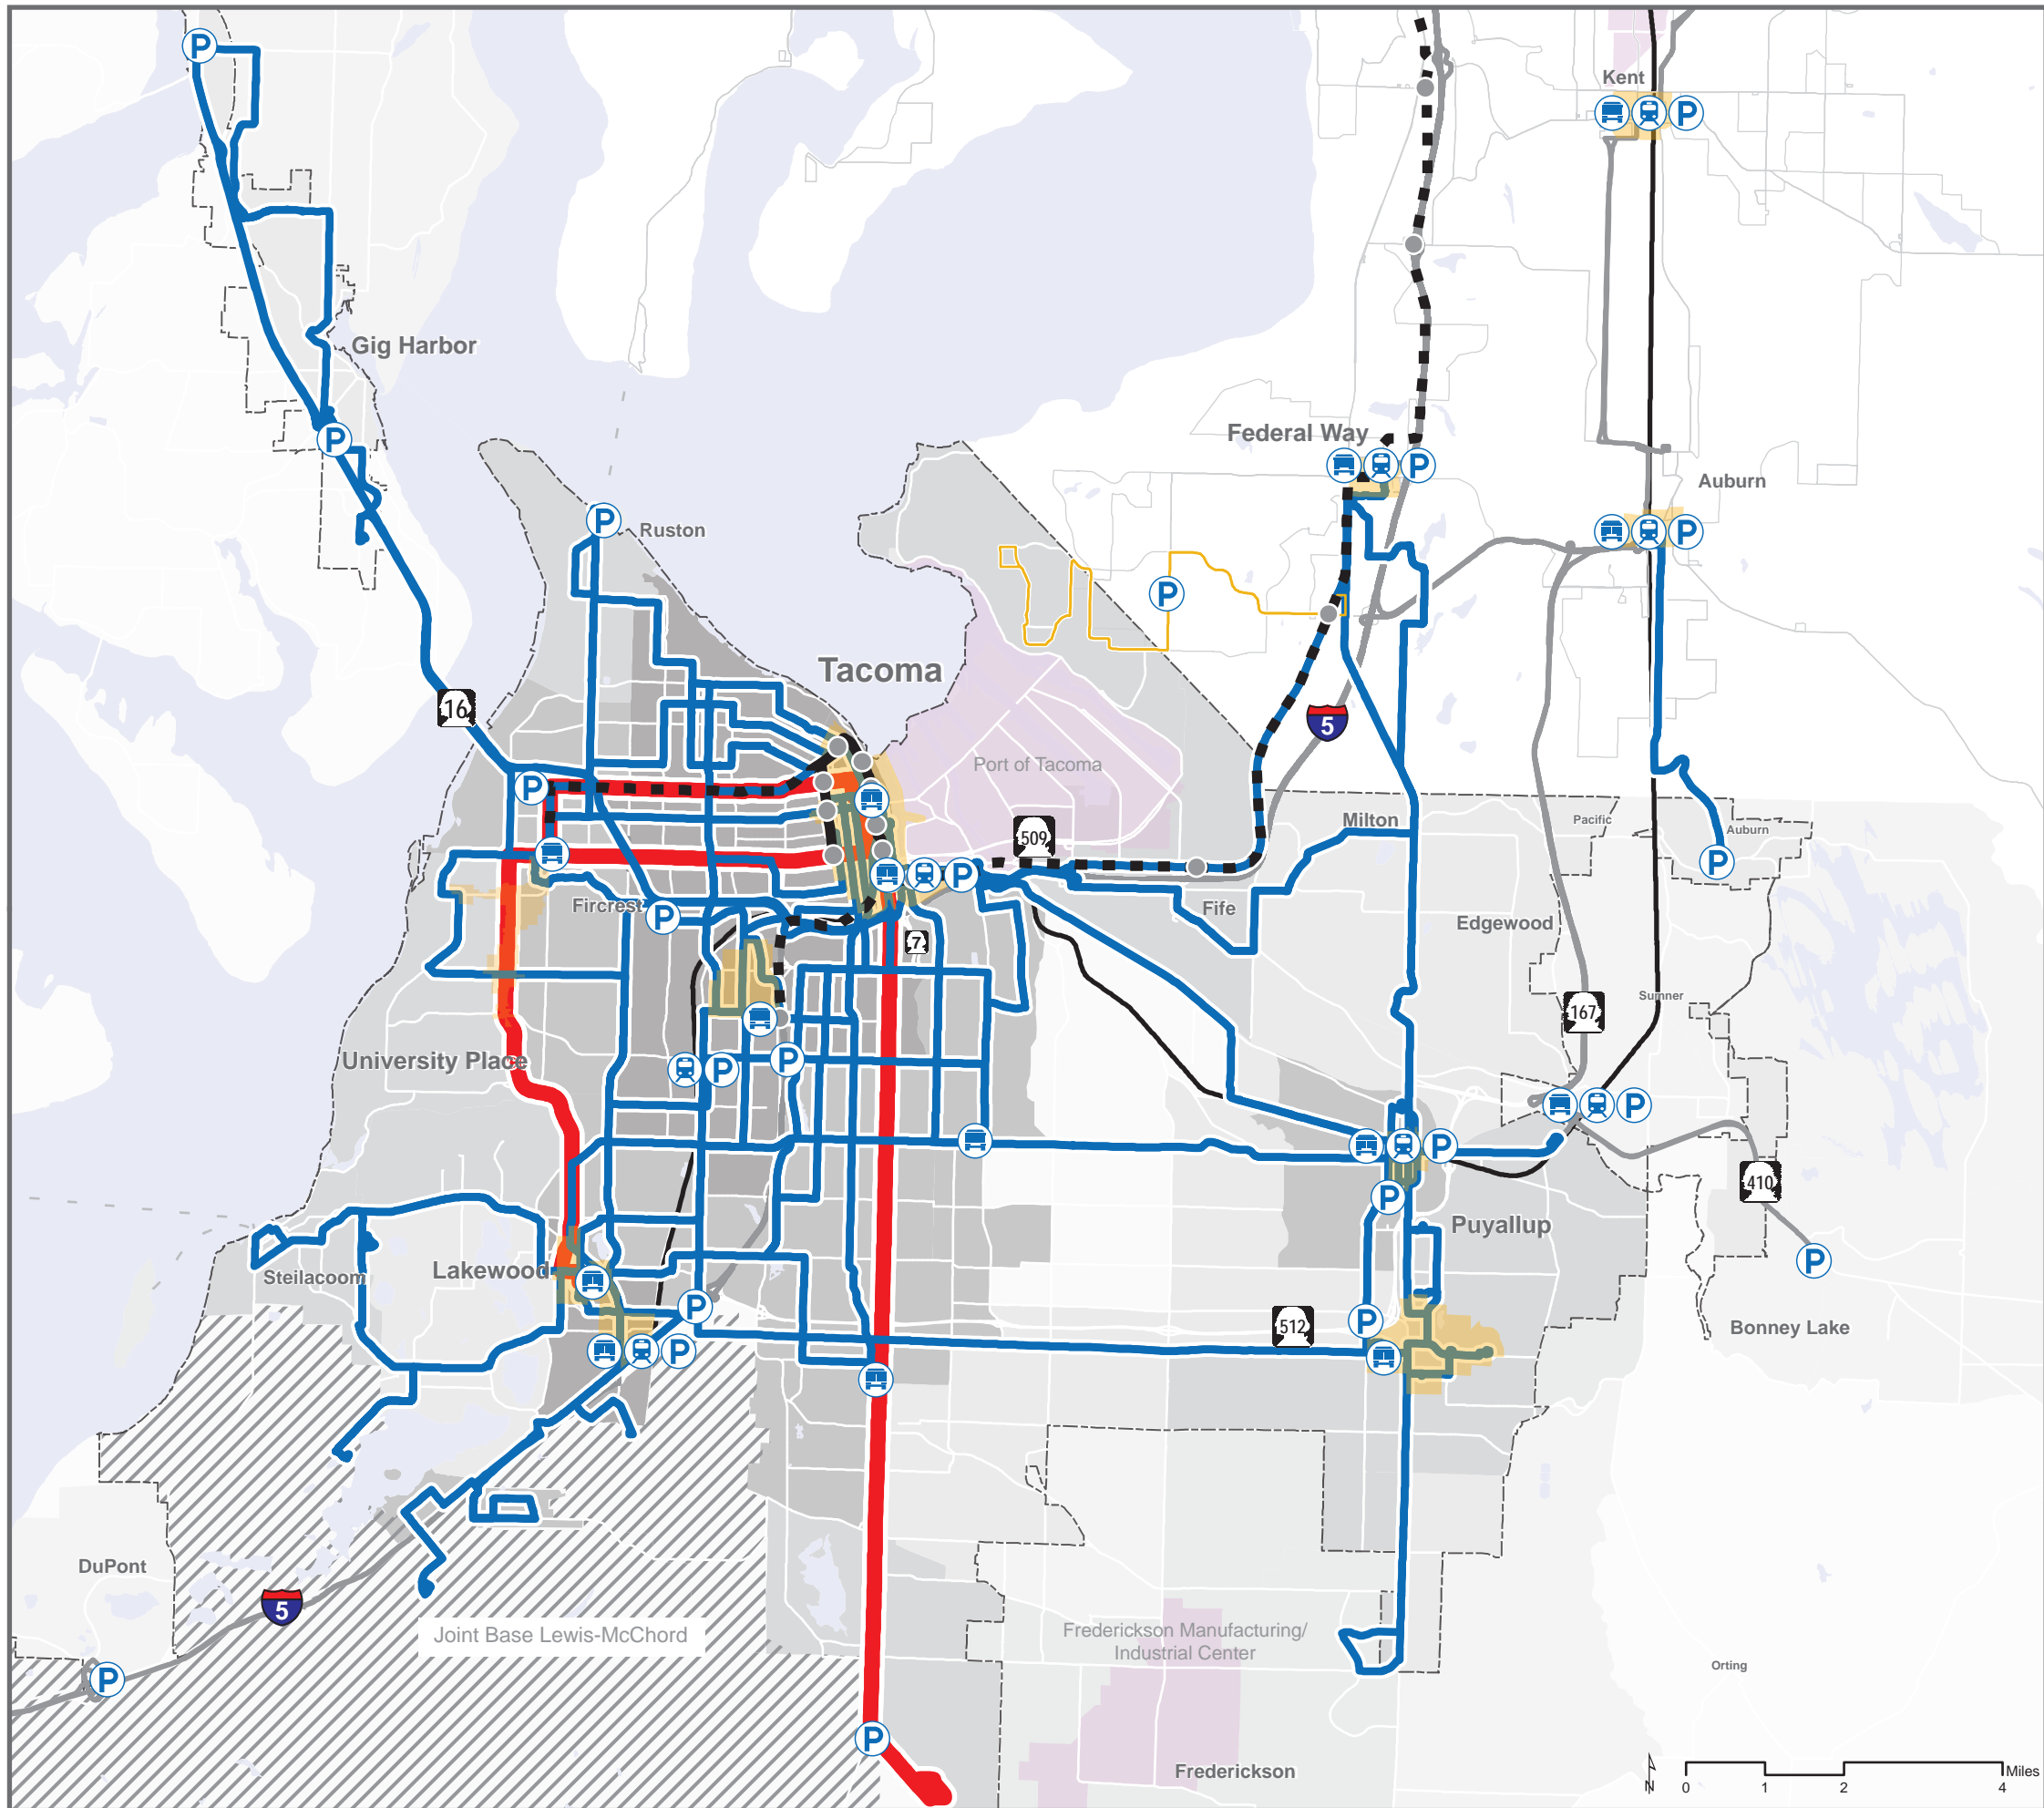 P
Kent
P
Gig Harbor
P
Federal Way
P
Auburn
P
P
Ruston
P
Tacoma
16
5
P
Port of Tacoma
Milton
509
Pacific
Auburn
P
P
Fircrest
P
Fife
Edgewood
7
Sumner
167
University Place
P
P
P
P
410
P
Puyallup
Steilacoom
Lakewood
P
P
P
512
P
Bonney Lake
DuPont
5
Joint Base Lewis-McChord
Frederickson Manufacturing/
Industrial Center
Orting
P
P
Frederickson
N
Miles
0 1 2 4